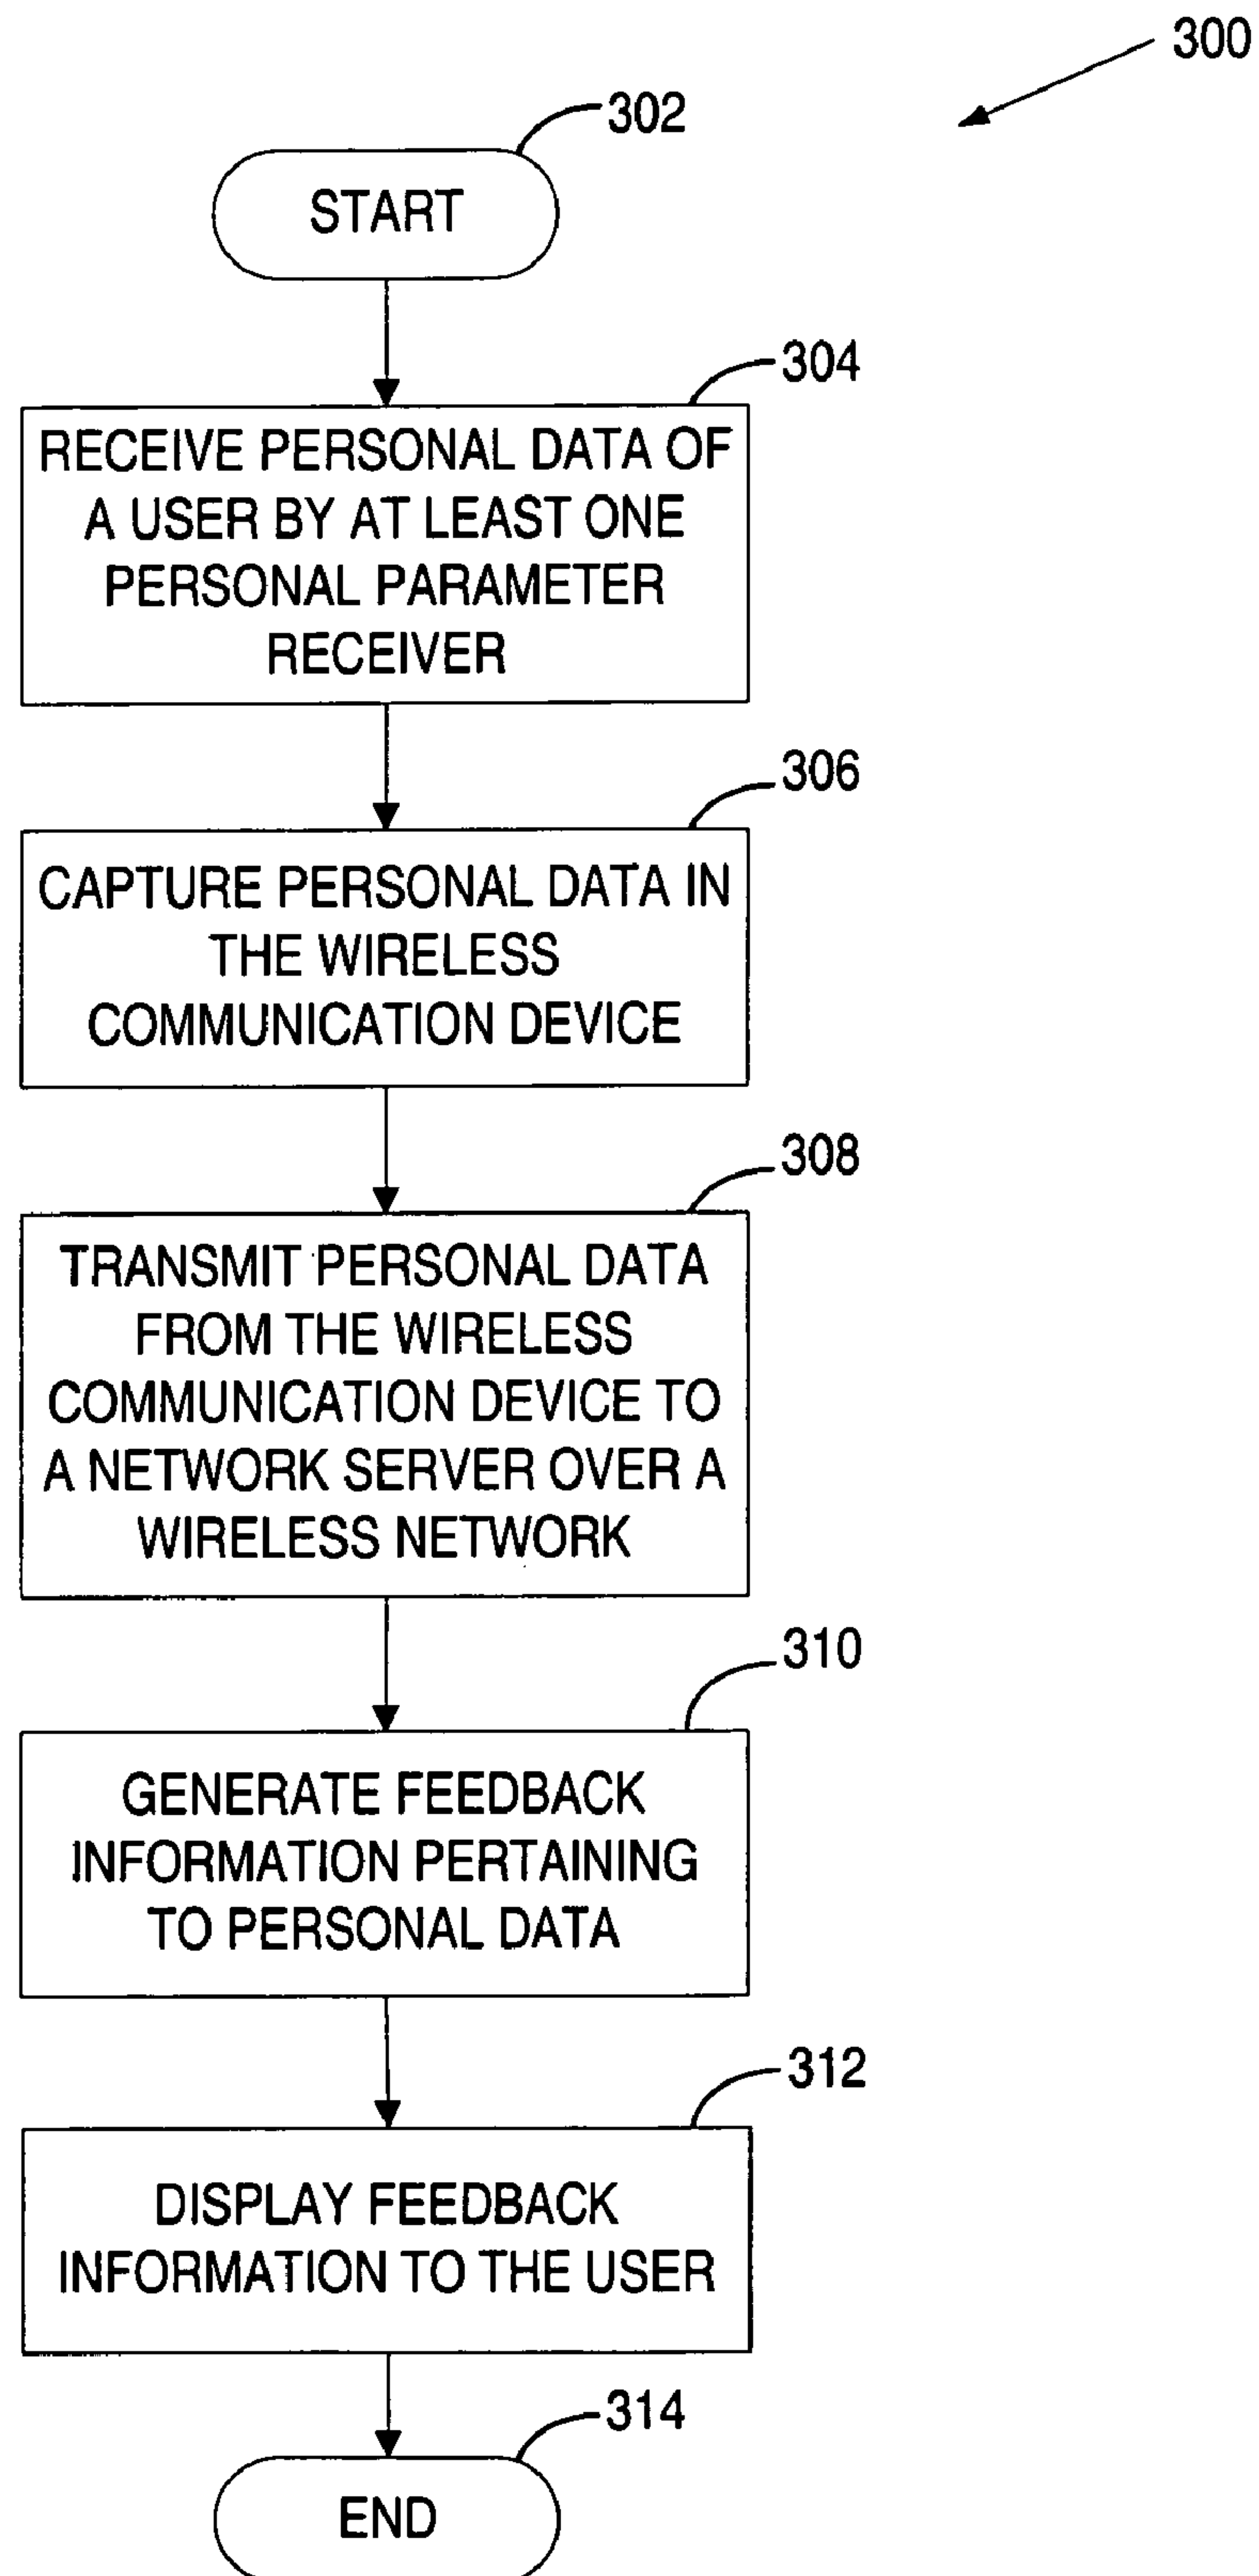 300
302
START
304
RECEIVE PERSONAL DATA OF
A USER BY AT LEAST ONE
PERSONAL PARAMETER
RECEIVER
306
CAPTURE PERSONAL DATA IN
THE WIRELESS
COMMUNICATION DEVICE
308
TRANSMIT PERSONAL DATA
FROM THE WIRELESS
COMMUNICATION DEVICE TO
A NETWORK SERVER OVER A
WIRELESS NETWORK
310
GENERATE FEEDBACK
INFORMATION PERTAINING
TO PERSONAL DATA
312
DISPLAY FEEDBACK
INFORMATION TO THE USER
314
END